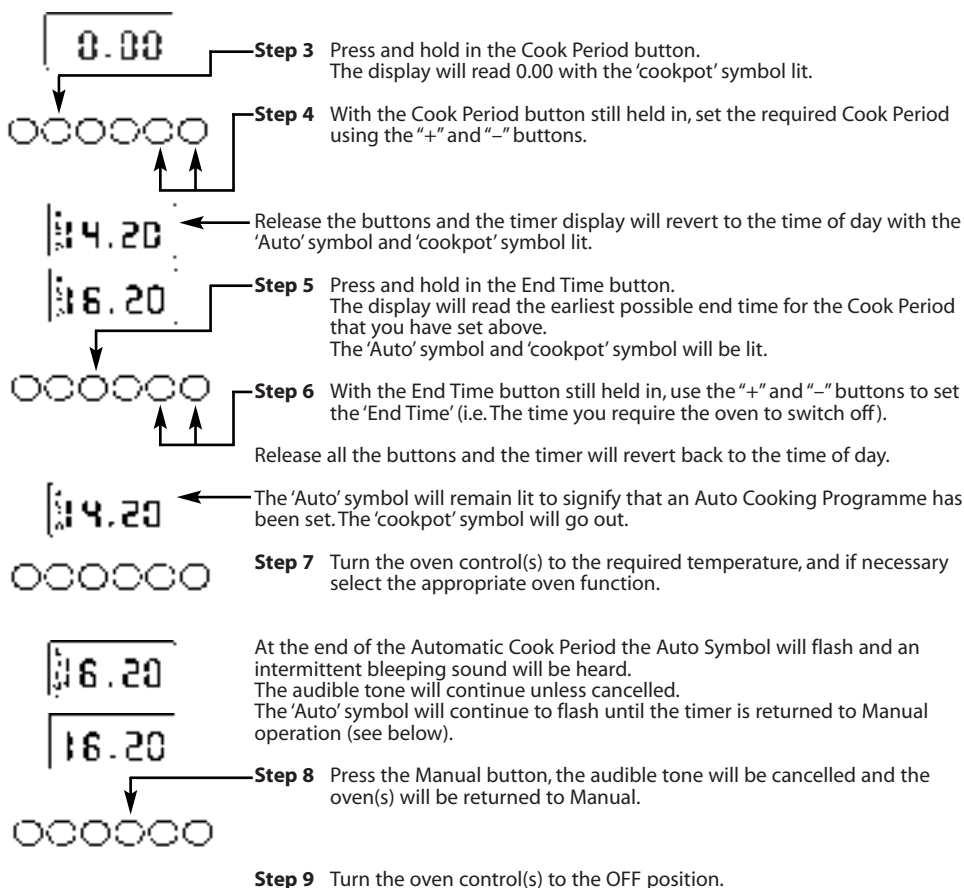 0.00
Step 3 Press and hold in the Cook Period button.
The display will read 0.00 with the ‘cookpot’ symbol lit.
Step 4 With the Cook Period button still held in, set the required Cook Period
using the “+” and “–” buttons.
14.20
Release the buttons and the timer display will revert to the time of day with the
‘Auto’ symbol and ‘cookpot’ symbol lit.
16.20
Step 5 Press and hold in the End Time button.
The display will read the earliest possible end time for the Cook Period
that you have set above.
The ‘Auto’ symbol and ‘cookpot’ symbol will be lit.
Step 6 With the End Time button still held in, use the “+” and “–” buttons to set
the ‘End Time’ (i.e. The time you require the oven to switch off).
Release all the buttons and the timer will revert back to the time of day.
14.20
The ‘Auto’ symbol will remain lit to signify that an Auto Cooking Programme has
been set. The ‘cookpot’ symbol will go out.
Step 7 Turn the oven control(s) to the required temperature, and if necessary
select the appropriate oven function.
16.20
At the end of the Automatic Cook Period the Auto Symbol will flash and an
intermittent bleeping sound will be heard.
The audible tone will continue unless cancelled.
The ‘Auto’ symbol will continue to flash until the timer is returned to Manual
operation (see below).
16.20
Step 8 Press the Manual button, the audible tone will be cancelled and the
oven(s) will be returned to Manual.
Step 9 Turn the oven control(s) to the OFF position.